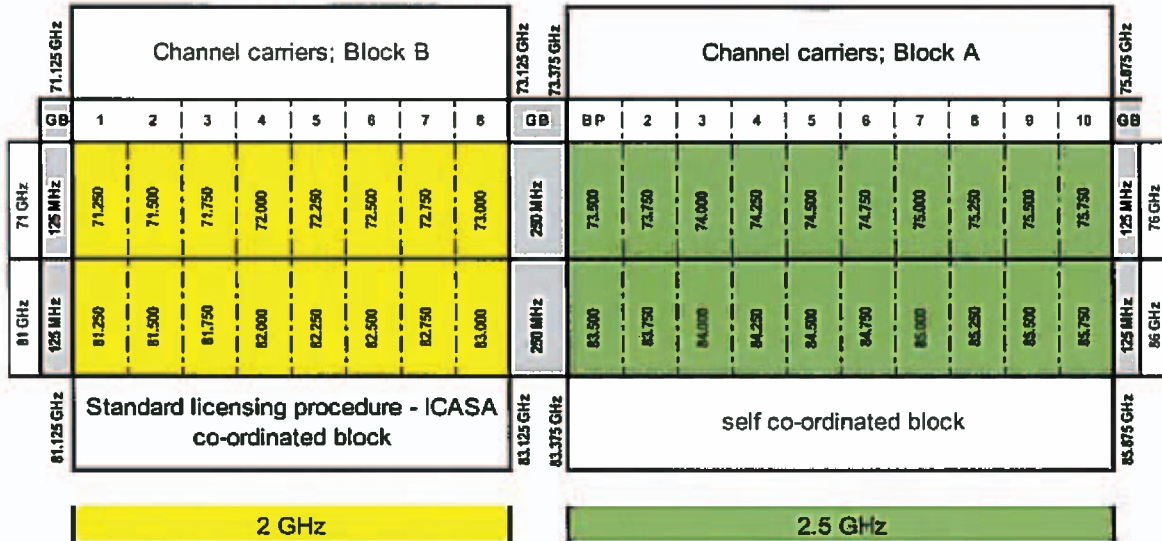 71.125 GHz
Channel carriers; Block B
73.125 GHz
73.375 GHz
Channel carriers; Block A
75.875 GHz
GB 1 2 3 4 5 6 7 8 GB BP 2 3 4 5 6 7 8 9 10 GB
71 GHz 125 MHz 71.250 71.500 71.750 72.000 72.250 72.500 72.750 73.000 250 MHz 73.500 73.750 74.000 74.250 74.500 74.750 75.000 75.250 75.500 75.750 125 MHz 76 GHz
81 GHz 125 MHz 81.250 81.500 81.750 82.000 82.250 82.500 82.750 83.000 250 MHz 83.500 83.750 84.000 84.250 84.500 84.750 85.000 85.250 85.500 85.750 125 MHz 86 GHz
81.125 GHz
Standard licensing procedure - ICASA
co-ordinated block
83.125 GHz
83.375 GHz
self co-ordinated block
85.875 GHz
2 GHz
2.5 GHz